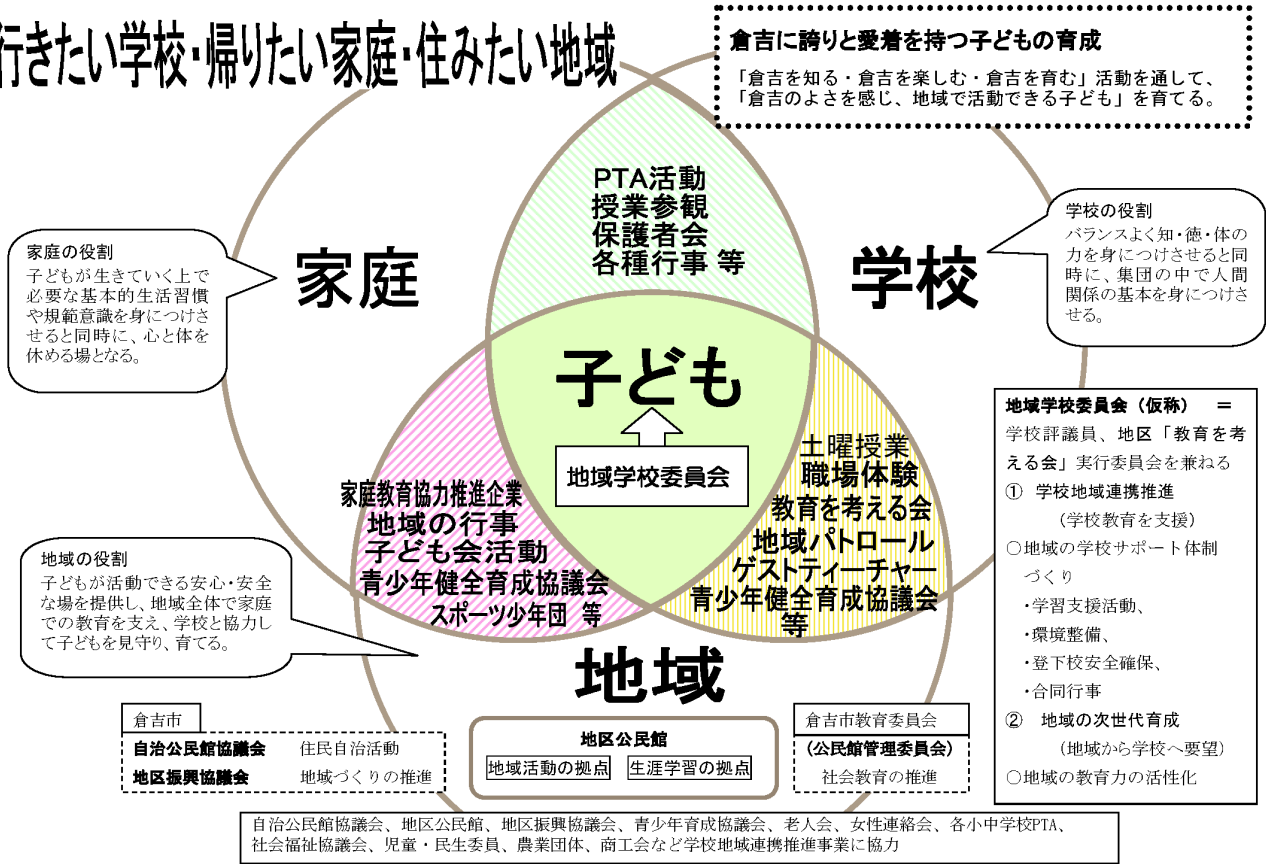 行きたい学校・帰りたい家庭・住みたい地域
倉吉に誇りと愛着を持つ子どもの育成
「倉吉を知る・倉吉を楽しむ・倉吉を育む」活動を通して、
「倉吉のよさを感じ、地域で活動できる子ども」を育てる。
PTA活動
授業参観
保護者会
各種行事 等
家庭
学校
家庭の役割
子どもが生きていく上で
必要な基本的生活習慣
や規範意識を身につけさ
せると同時に、心と体を
休める場となる。
学校の役割
バランスよく知・徳・体の
力を身につけさせると同
時に、集団の中で人間
関係の基本を身につけさ
せる。
子ども
地域学校委員会
家庭教育協力推進企業
地域の行事
子ども会活動
青少年健全育成協議会
スポーツ少年団 等
土曜授業
職場体験
教育を考える会
地域パトロール
ゲストティーチャー
青少年健全育成協議会
等
地域学校委員会（仮称） ＝
学校評議員、地区「教育を考
える会」実行委員会を兼ねる
① 学校地域連携推進
（学校教育を支援）
○地域の学校サポート体制
づくり
・学習支援活動、
・環境整備、
・登下校安全確保、
・合同行事
② 地域の次世代育成
（地域から学校へ要望）
○地域の教育力の活性化
地域の役割
子どもが活動できる安心・安全
な場を提供し、地域全体で家庭
での教育を支え、学校と協力し
て子どもを見守り、育てる。
地域
倉吉市
自治公民館協議会 住民自治活動
地区振興協議会 地域づくりの推進
地区公民館
地域活動の拠点 生涯学習の拠点
倉吉市教育委員会
（公民館管理委員会）
社会教育の推進
自治公民館協議会、地区公民館、地区振興協議会、青少年育成協議会、老人会、女性連絡会、各小中学校PTA、
社会福祉協議会、児童・民生委員、農業団体、商工会など学校地域連携推進事業に協力